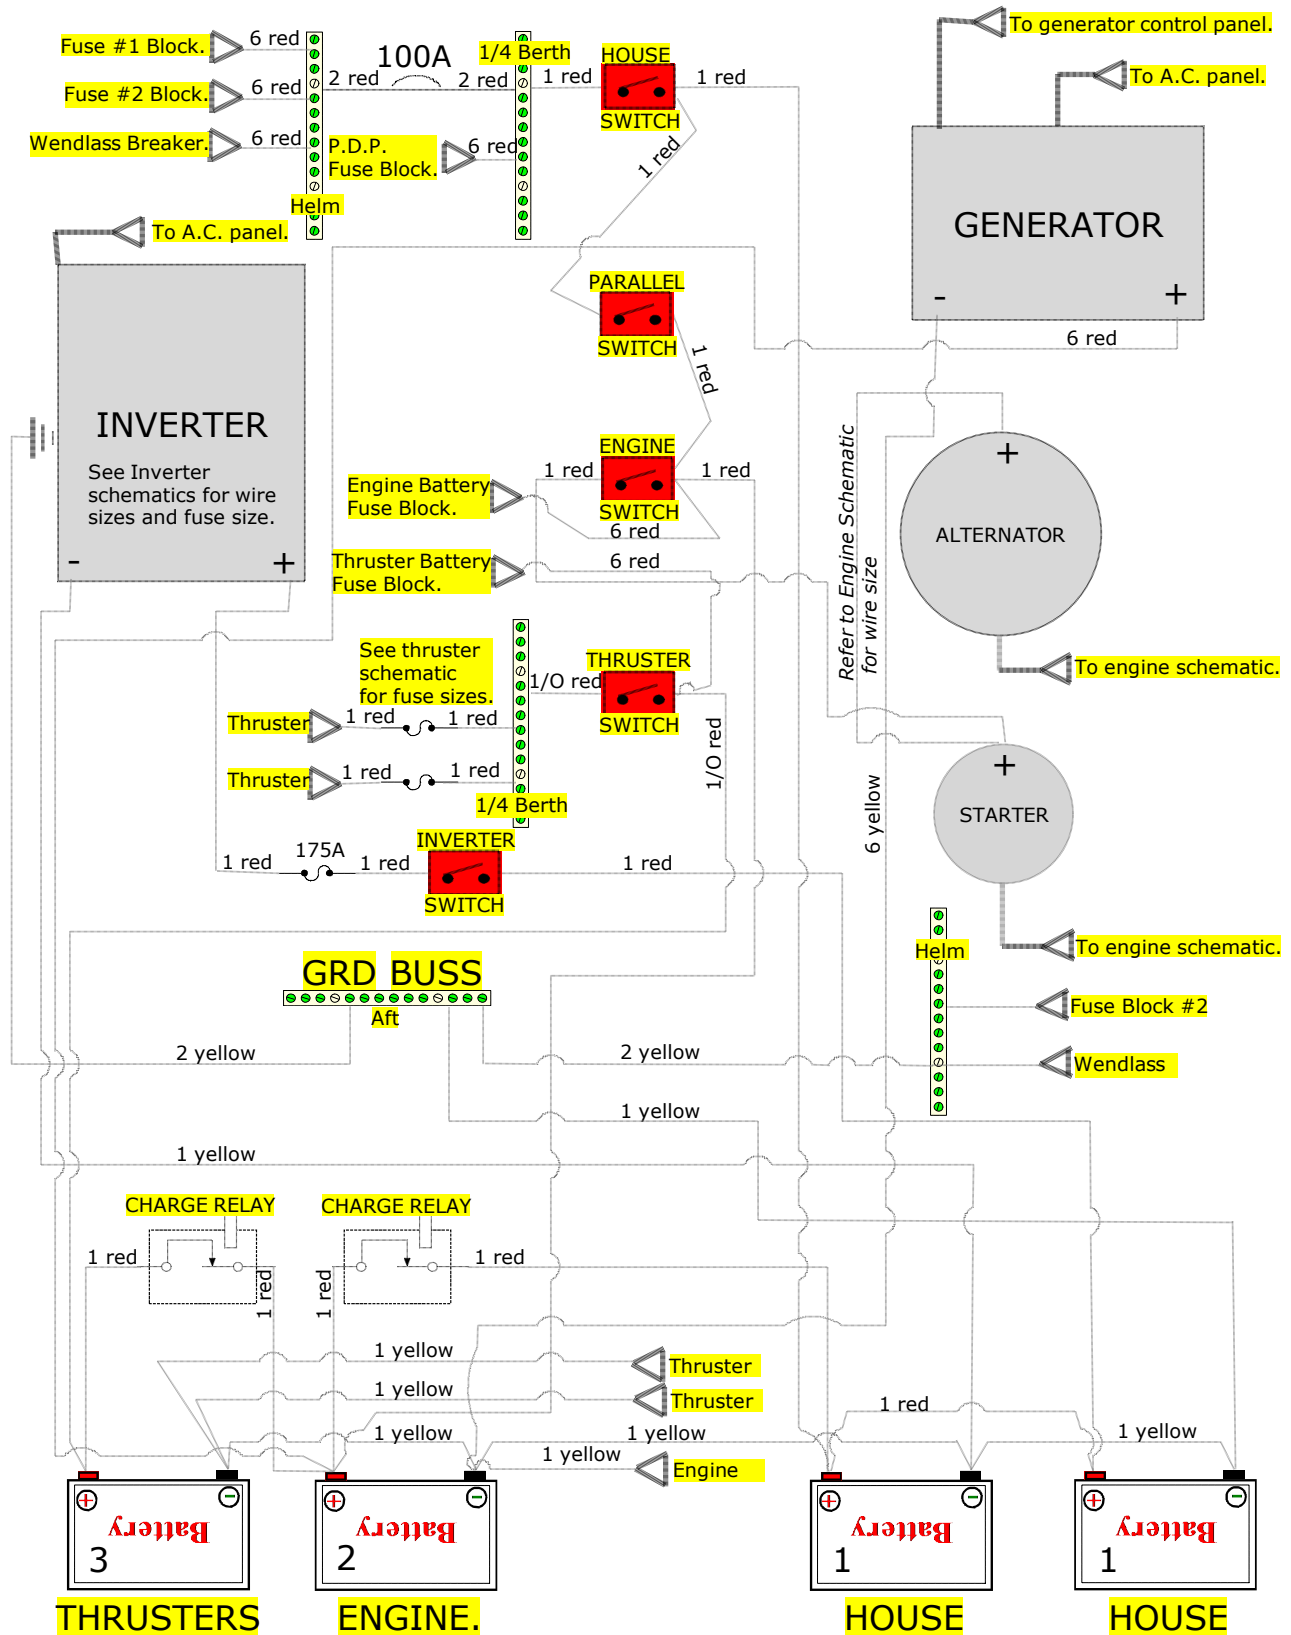 To generator control panel.
Fuse #1 Block.
6 red
100A
1/4 Berth
HOUSE
1 red
1 red
To A.C. panel.
2 red
2 red
Fuse #2 Block.
6 red
SWITCH
Wendlass Breaker.
6 red
P.D.P.
Fuse Block.
6 red
1 red
Helm
To A.C. panel.
GENERATOR
-
+
6 red
PARALLEL
SWITCH
1 red
INVERTER
See Inverter
schematics for wire
sizes and fuse size.
-
+
ENGINE
1 red
1 red
SWITCH
Engine Battery
Fuse Block.
6 red
Thruster Battery
Fuse Block.
6 red
Refer to Engine Schematic
for wire size
+
ALTERNATOR
To engine schematic.
See thruster
schematic
for fuse sizes.
THRUSTER
1/O red
SWITCH
1/O red
Thruster
1 red
1 red
Thruster
1 red
1 red
1/4 Berth
+
STARTER
6 yellow
INVERTER
175A
1 red
1 red
1 red
SWITCH
To engine schematic.
Helm
GRD BUSS
Aft
Fuse Block #2
2 yellow
2 yellow
Wendlass
1 yellow
1 yellow
CHARGE RELAY
CHARGE RELAY
1 red
1 red
1 red
1 red
1 yellow
Thruster
1 yellow
Thruster
1 red
1 yellow
1 yellow
1 yellow
1 yellow
Engine
+
-
Battery
3
THRUSTERS
+
-
Battery
2
ENGINE.
+
-
Battery
1
HOUSE
+
-
Battery
1
HOUSE